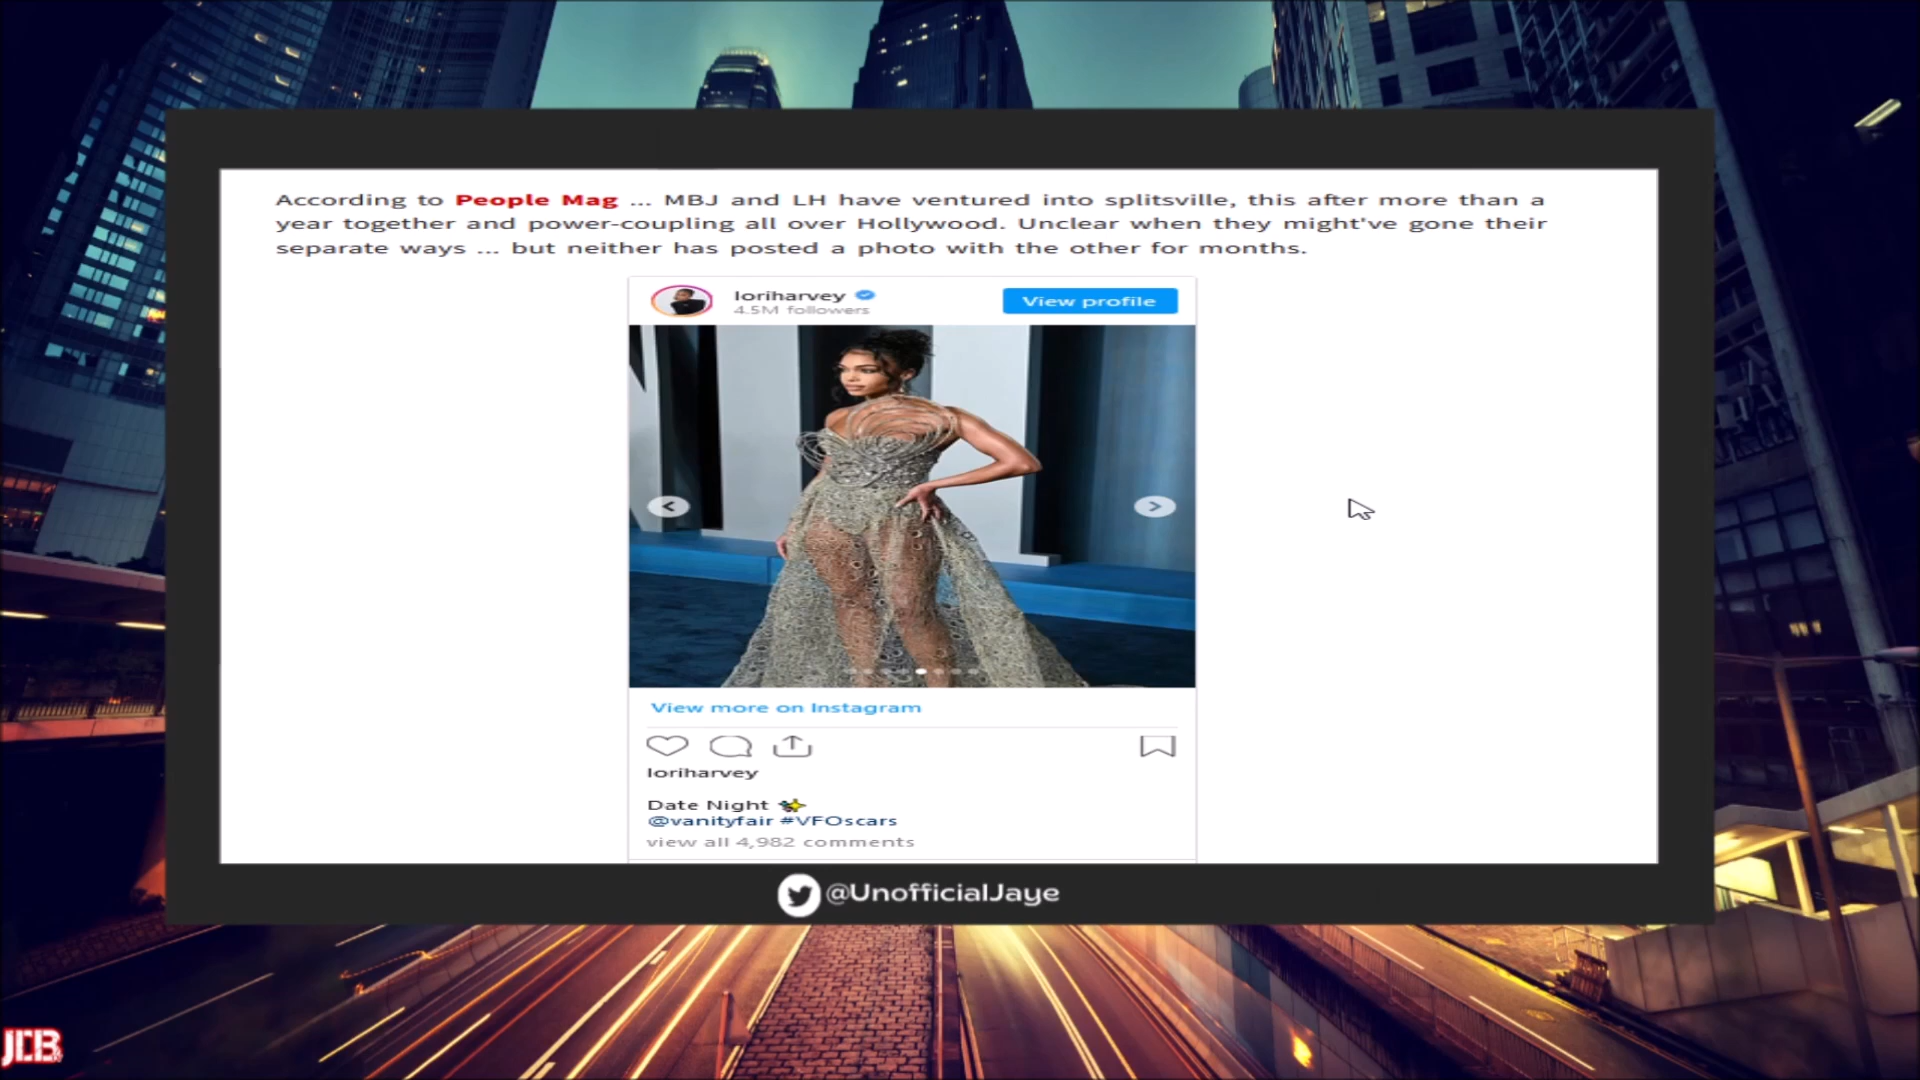 According to People Mag ... MBJ and LH have ventured into splitsville, this after more than a
year together and power-coupling all over Hollywood. Unclear when they might've gone their
separate ways ... but neither has posted a photo with the other for months.
loriharvey
4.5M followers
View profile
View more on Instagram
loriharvey
Date Night ✨
@vanityfair #VFOscars
view all 4,982 comments
@UnofficialJaye
JCB